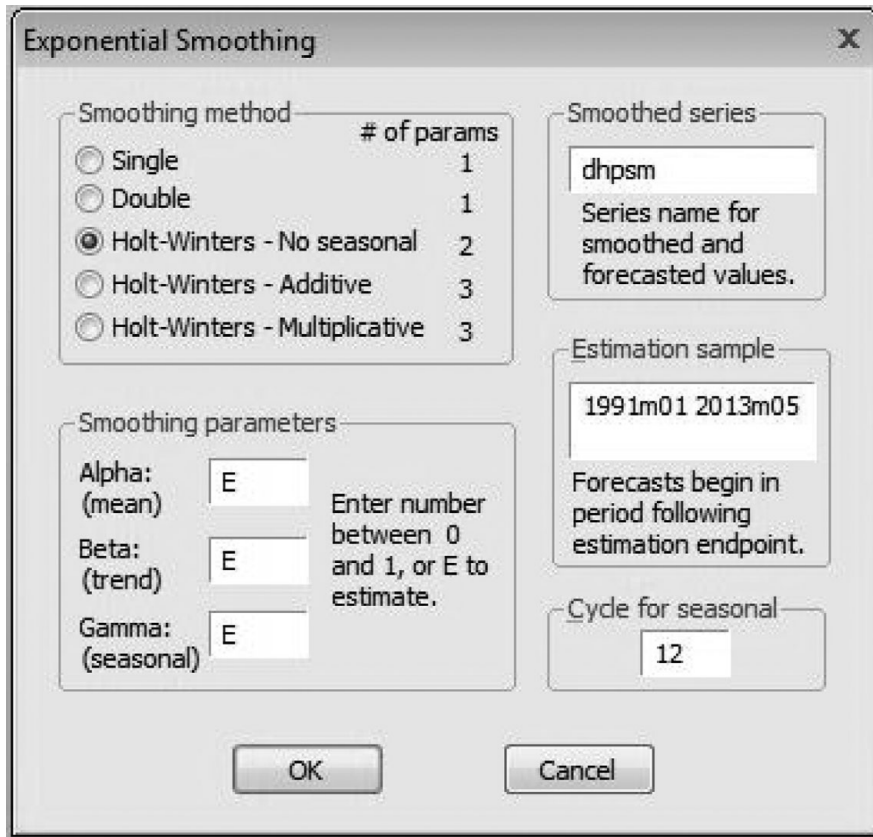 Exponential Smoothing x
Smoothing method
# of params
Single 1
Double 1
Holt-Winters - No seasonal 2
Holt-Winters - Additive 3
Holt-Winters - Multiplicative 3
Smoothed series
dhpsm
Series name for
smoothed and
forecasted values.
Estimation sample
1991m01 2013m05
Forecasts begin in
period following
estimation endpoint.
Smoothing parameters
Alpha:
(mean)
E
Beta:
(trend)
E
Gamma:
(seasonal)
E
Enter number
between 0
and 1, or E to
estimate.
Cycle for seasonal
12
OK
Cancel